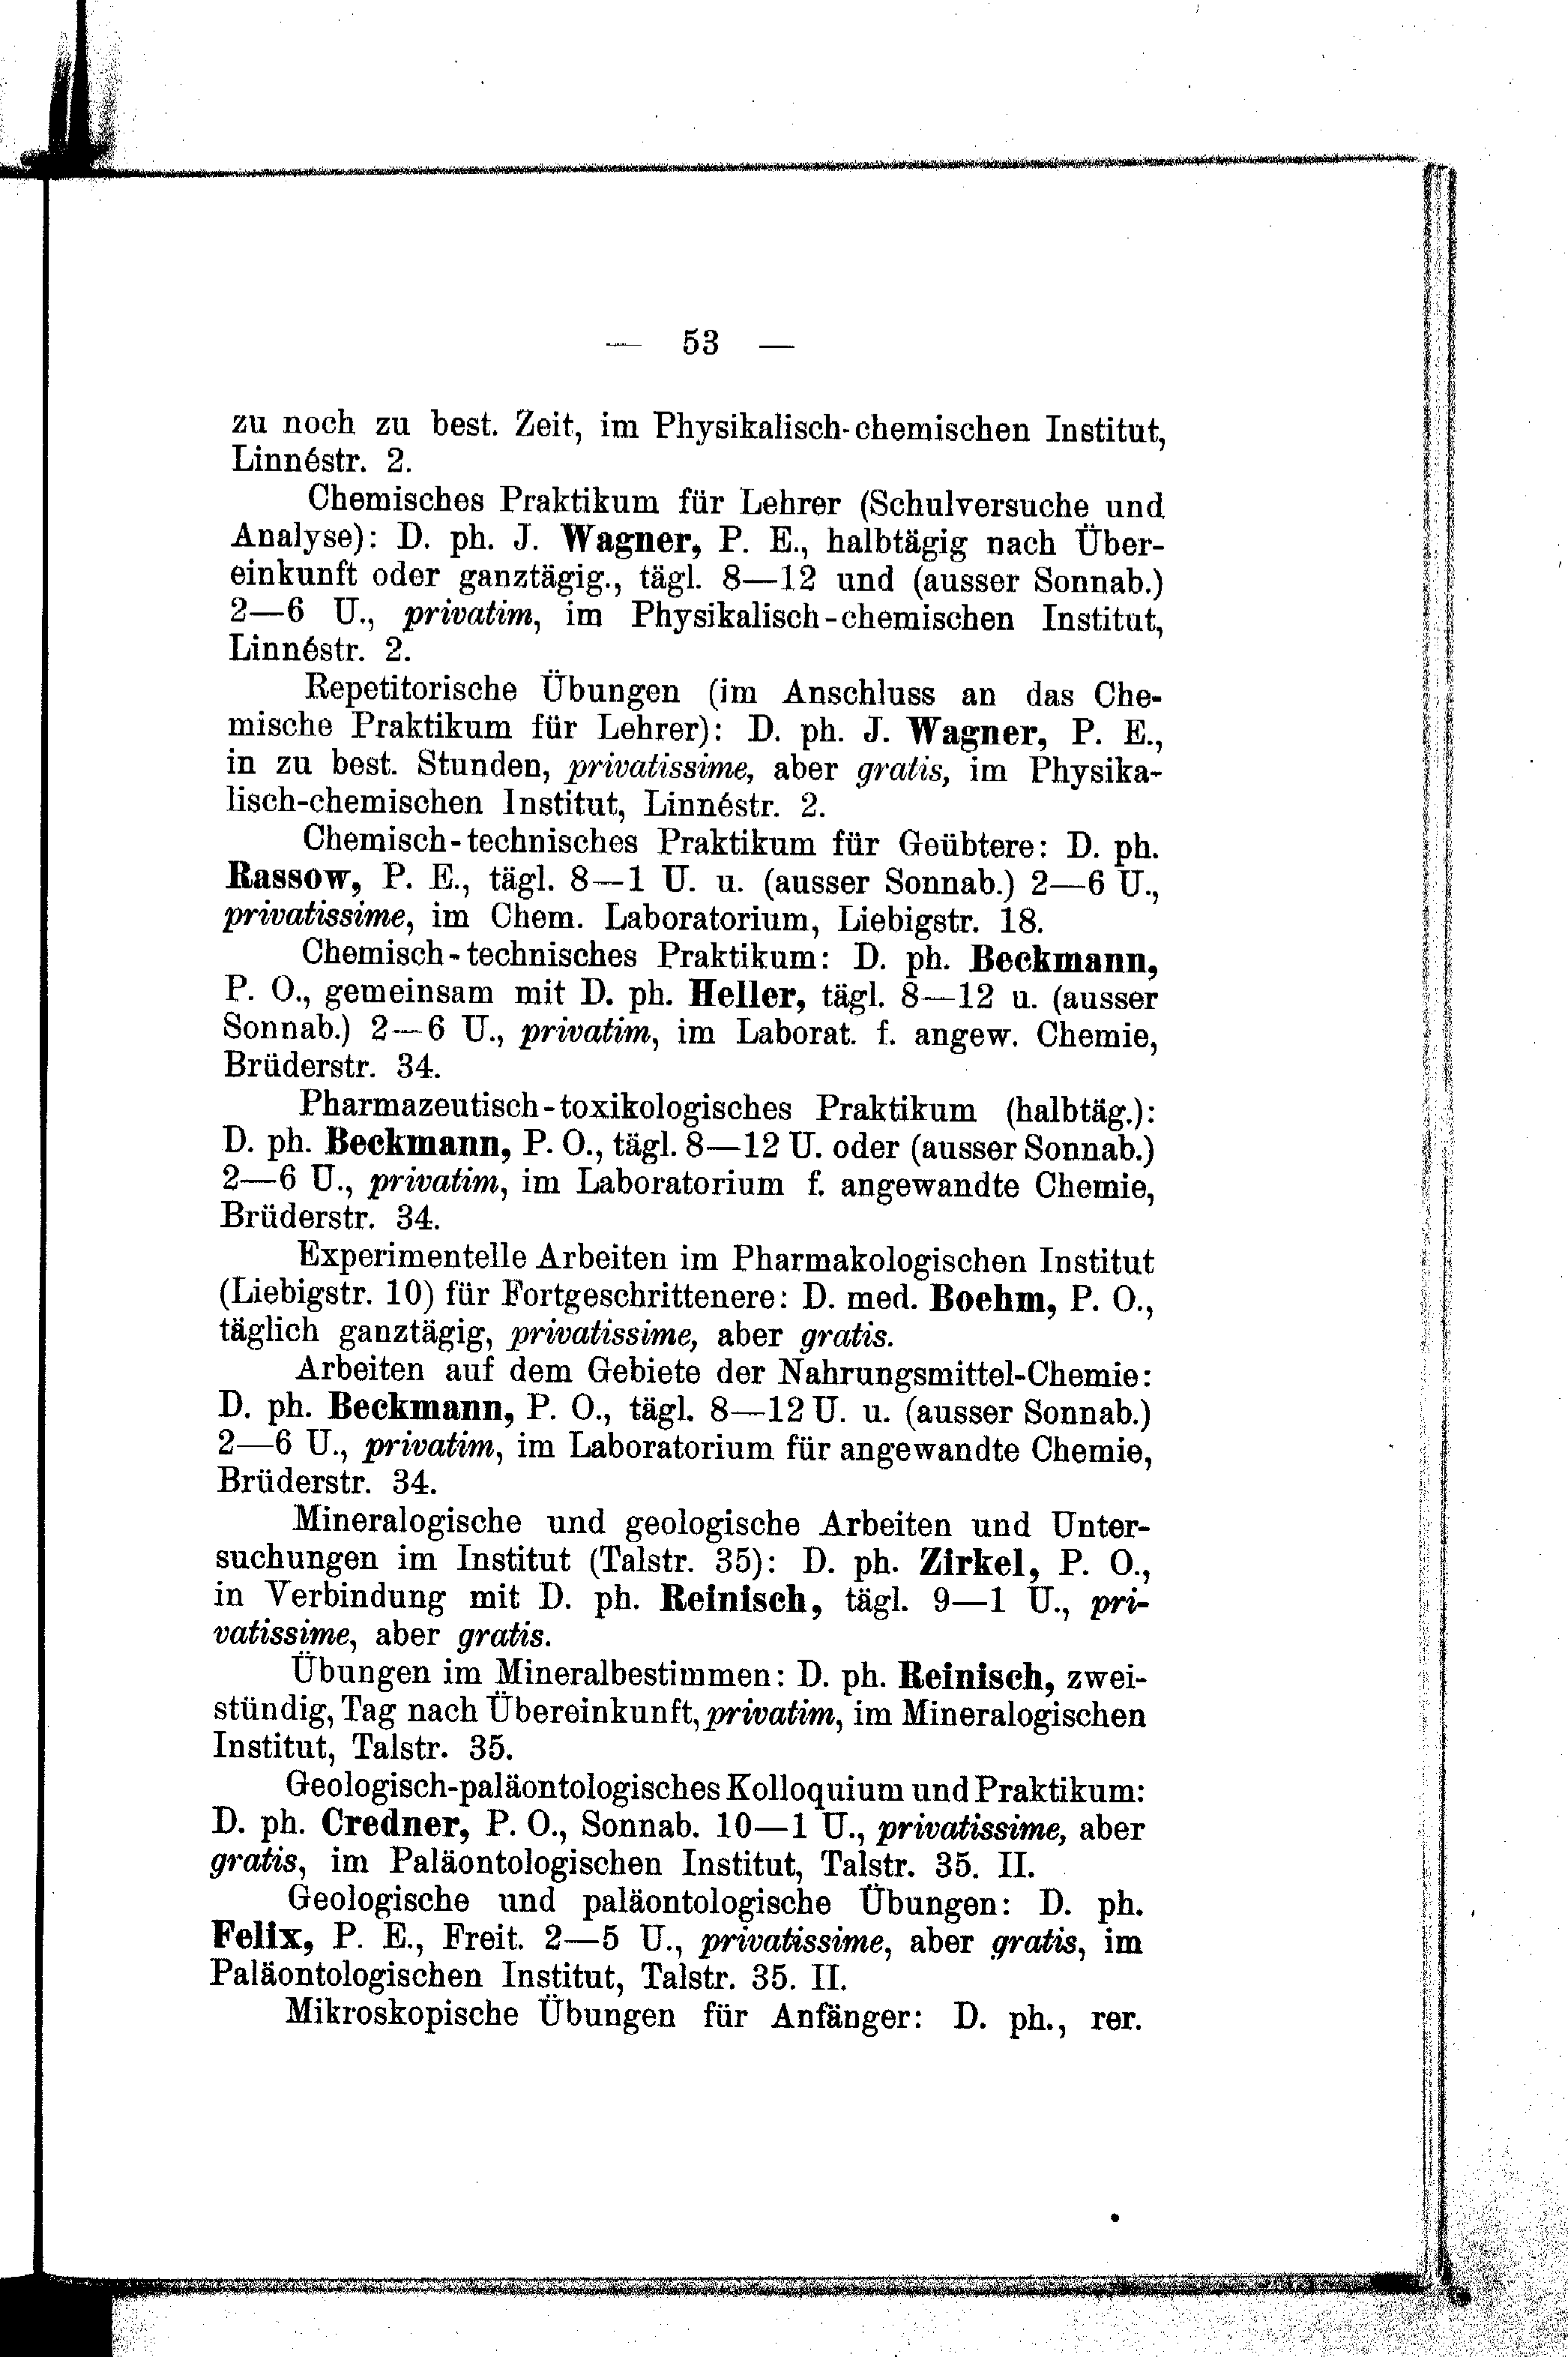 — 53 —
zu noch zu best. Zeit, im Physikalisch-chemischen Institut,
Linnéstr. 2.
Chemisches Praktikum für Lehrer (Schulversuche und
Analyse): D. ph. J. Wagner, P. E., halbtägig nach Über-
einkunft oder ganztägig., tägl. 8—12 und (ausser Sonnab.)
2—6 U., privatim, im Physikalisch-chemischen Institut,
Linnéstr. 2.
Repetitorische Übungen (im Anschluss an das Che-
mische Praktikum für Lehrer): D. ph. J. Wagner, P. E.,
in zu best. Stunden, privatissime, aber gratis, im Physika-
lisch-chemischen Institut, Linnéstr. 2.
Chemisch-technisches Praktikum für Geübtere: D. ph.
Rassow, P. E., tägl. 8—1 U. u. (ausser Sonnab.) 2—6 U.,
privatissime, im Chem. Laboratorium, Liebigstr. 18.
Chemisch-technisches Praktikum: D. ph. Beckmann,
P. O., gemeinsam mit D. ph. Heller, tägl. 8—12 u. (ausser
Sonnab.) 2—6 U., privatim, im Laborat. f. angew. Chemie,
Brüderstr. 34.
Pharmazeutisch-toxikologisches Praktikum (halbtäg.):
D. ph. Beckmann, P. O., tägl. 8—12 U. oder (ausser Sonnab.)
2—6 U., privatim, im Laboratorium f. angewandte Chemie,
Brüderstr. 34.
Experimentelle Arbeiten im Pharmakologischen Institut
(Liebigstr. 10) für Fortgeschrittenere: D. med. Boehm, P. O.,
täglich ganztägig, privatissime, aber gratis.
Arbeiten auf dem Gebiete der Nahrungsmittel-Chemie:
D. ph. Beckmann, P. O., tägl. 8—12 U. u. (ausser Sonnab.)
2—6 U., privatim, im Laboratorium für angewandte Chemie,
Brüderstr. 34.
Mineralogische und geologische Arbeiten und Unter-
suchungen im Institut (Talstr. 35): D. ph. Zirkel, P. O.,
in Verbindung mit D. ph. Reinisch, tägl. 9—1 U., pri-
vatissime, aber gratis.
Übungen im Mineralbestimmen: D. ph. Reinisch, zwei-
stündig, Tag nach Übereinkunft, privatim, im Mineralogischen
Institut, Talstr. 35.
Geologisch-paläontologisches Kolloquium und Praktikum:
D. ph. Credner, P. O., Sonnab. 10—1 U., privatissime, aber
gratis, im Paläontologischen Institut, Talstr. 35. II.
Geologische und paläontologische Übungen: D. ph.
Felix, P. E., Freit. 2—5 U., privatissime, aber gratis, im
Paläontologischen Institut, Talstr. 35. II.
Mikroskopische Übungen für Anfänger: D. ph., rer.